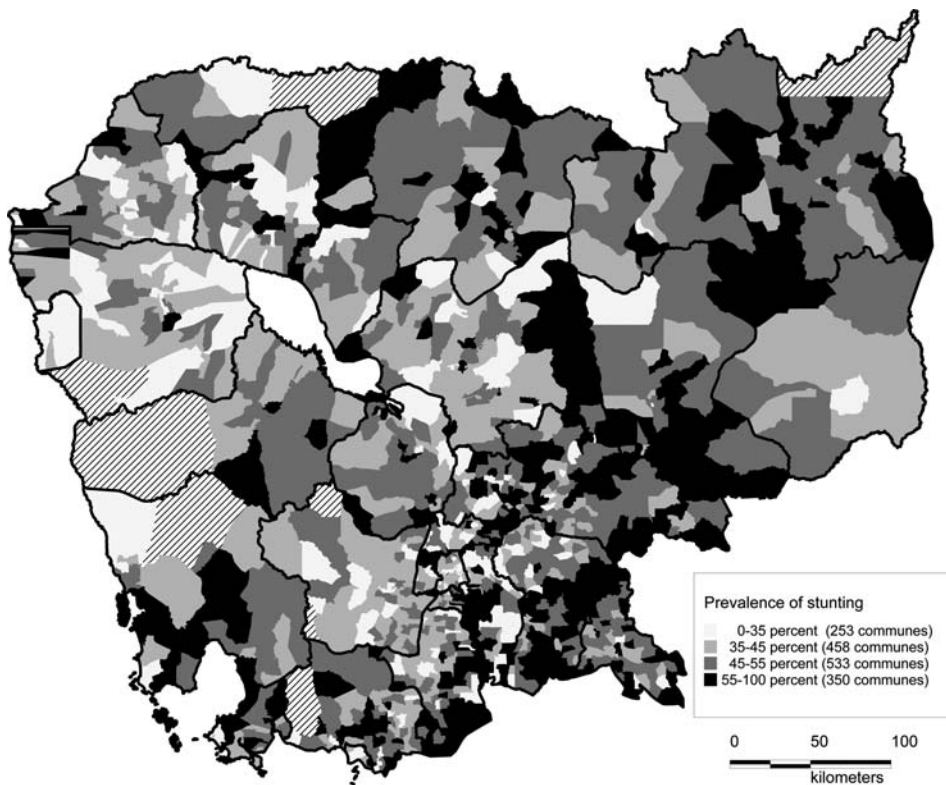 Prevalence of stunting
0-35 percent (253 communes)
35-45 percent (458 communes)
45-55 percent (533 communes)
55-100 percent (350 communes)
0 50 100
kilometers